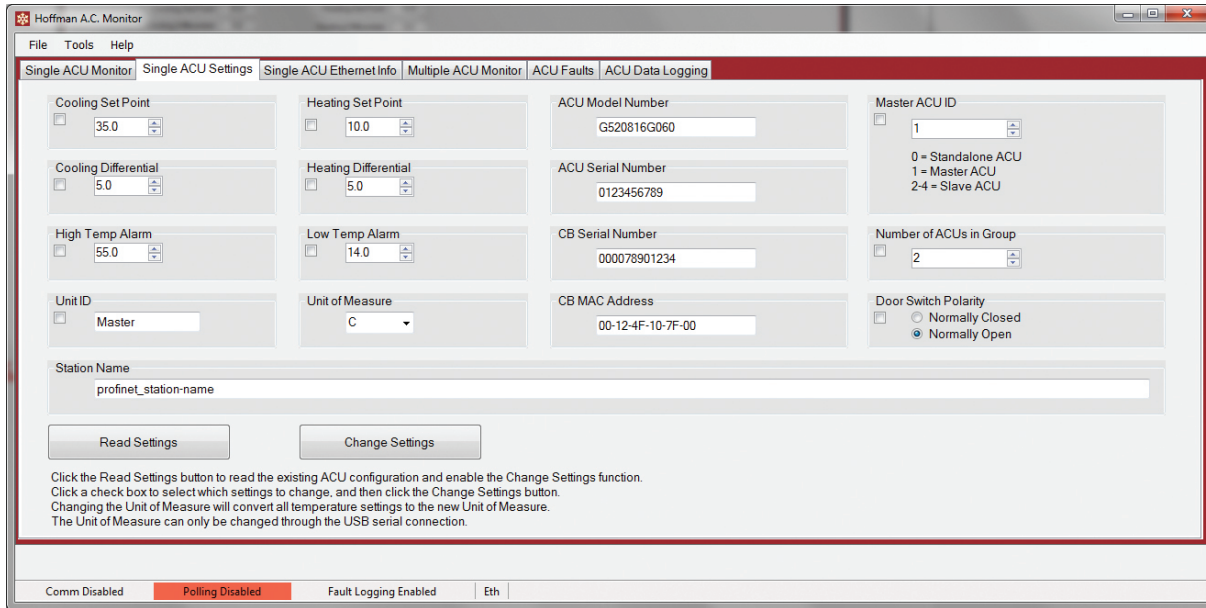 Hoffman A.C. Monitor
File Tools Help
Single ACU Monitor Single ACU Settings Single ACU Ethernet Info Multiple ACU Monitor ACU Faults ACU Data Logging
Cooling Set Point
35.0
Heating Set Point
10.0
ACU Model Number
G520816G060
Master ACU ID
1
0 = Standalone ACU
1 = Master ACU
2-4 = Slave ACU
Cooling Differential
5.0
Heating Differential
5.0
ACU Serial Number
0123456789
High Temp Alarm
55.0
Low Temp Alarm
14.0
CB Serial Number
000078901234
Number of ACUs in Group
2
Unit ID
Master
Unit of Measure
C
CB MAC Address
00-12-4F-10-7F-00
Door Switch Polarity
Normally Closed
Normally Open
Station Name
profinet_station-name
Read Settings
Change Settings
Click the Read Settings button to read the existing ACU configuration and enable the Change Settings function.
Click a check box to select which settings to change, and then click the Change Settings button.
Changing the Unit of Measure will convert all temperature settings to the new Unit of Measure.
The Unit of Measure can only be changed through the USB serial connection.
Comm Disabled Polling Disabled Fault Logging Enabled Eth